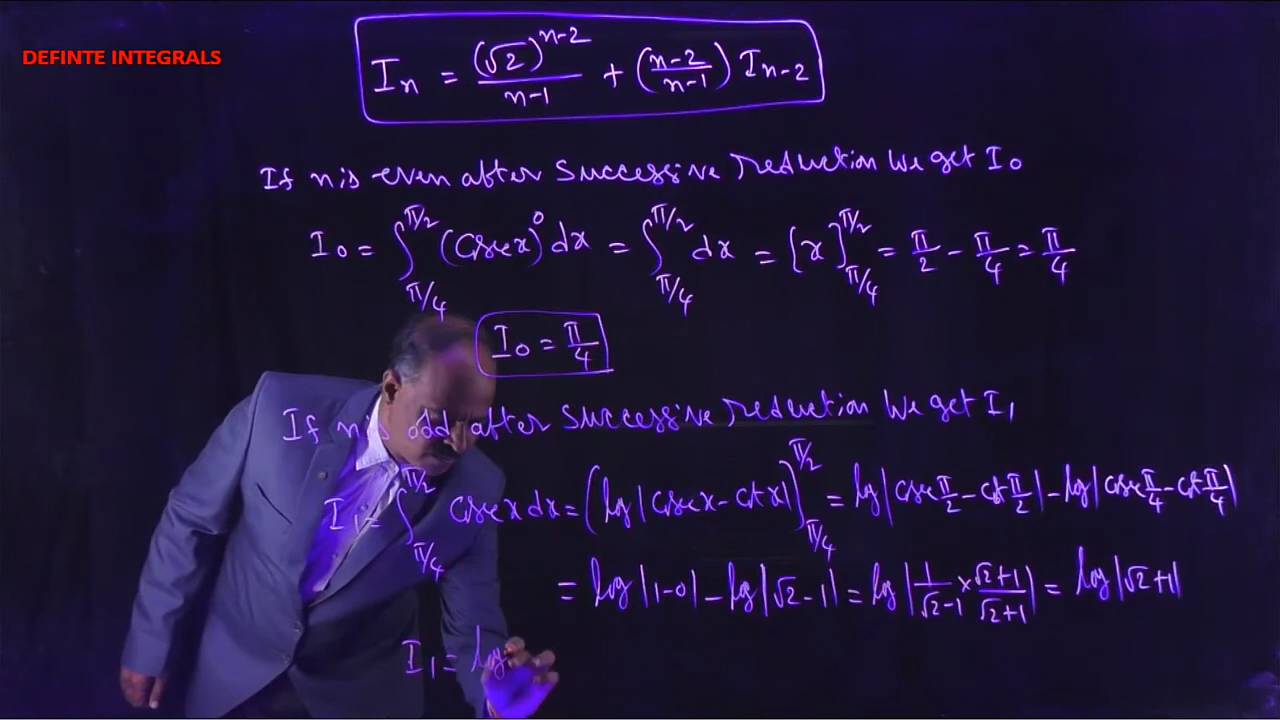 DEFINTE INTEGRALS
Iₙ = (√2)ⁿ⁻² / (n-1) + ((n-2)/(n-1)) Iₙ₋₂
If n is even after successive reduction We get I₀
I₀ = ∫_{π/4}^{π/2} (cosec x)⁰ dx = ∫_{π/4}^{π/2} dx = [x]_{π/4}^{π/2} = π/2 - π/4 = π/4
I₀ = π/4
If n is odd after successive reduction We get I₁
I₁ = ∫_{π/4}^{π/2} cosec x dx = (log|cosec x - cot x|)_{π/4}^{π/2} = log|cosec π/2 - cot π/2| - log|cosec π/4 - cot π/4|
= log|1-0| - log|√2-1| = log|1/(√2-1) × (√2+1)/(√2+1)| = log|√2+1|
I₁ = log